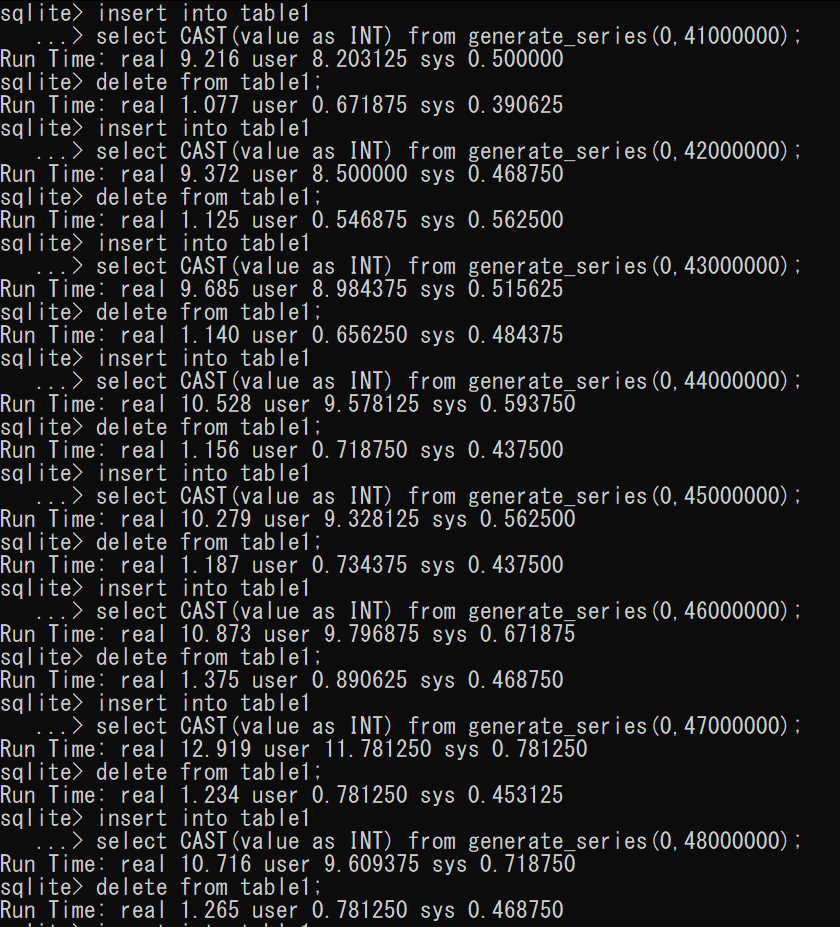 sqlite> insert into table1
   ...> select CAST(value as INT) from generate_series(0,41000000);
Run Time: real 9.216 user 8.203125 sys 0.500000
sqlite> delete from table1;
Run Time: real 1.077 user 0.671875 sys 0.390625
sqlite> insert into table1
   ...> select CAST(value as INT) from generate_series(0,42000000);
Run Time: real 9.372 user 8.500000 sys 0.468750
sqlite> delete from table1;
Run Time: real 1.125 user 0.546875 sys 0.562500
sqlite> insert into table1
   ...> select CAST(value as INT) from generate_series(0,43000000);
Run Time: real 9.685 user 8.984375 sys 0.515625
sqlite> delete from table1;
Run Time: real 1.140 user 0.656250 sys 0.484375
sqlite> insert into table1
   ...> select CAST(value as INT) from generate_series(0,44000000);
Run Time: real 10.528 user 9.578125 sys 0.593750
sqlite> delete from table1;
Run Time: real 1.156 user 0.718750 sys 0.437500
sqlite> insert into table1
   ...> select CAST(value as INT) from generate_series(0,45000000);
Run Time: real 10.279 user 9.328125 sys 0.562500
sqlite> delete from table1;
Run Time: real 1.187 user 0.734375 sys 0.437500
sqlite> insert into table1
   ...> select CAST(value as INT) from generate_series(0,46000000);
Run Time: real 10.873 user 9.796875 sys 0.671875
sqlite> delete from table1;
Run Time: real 1.375 user 0.890625 sys 0.468750
sqlite> insert into table1
   ...> select CAST(value as INT) from generate_series(0,47000000);
Run Time: real 12.919 user 11.781250 sys 0.781250
sqlite> delete from table1;
Run Time: real 1.234 user 0.781250 sys 0.453125
sqlite> insert into table1
   ...> select CAST(value as INT) from generate_series(0,48000000);
Run Time: real 10.716 user 9.609375 sys 0.718750
sqlite> delete from table1;
Run Time: real 1.265 user 0.781250 sys 0.468750